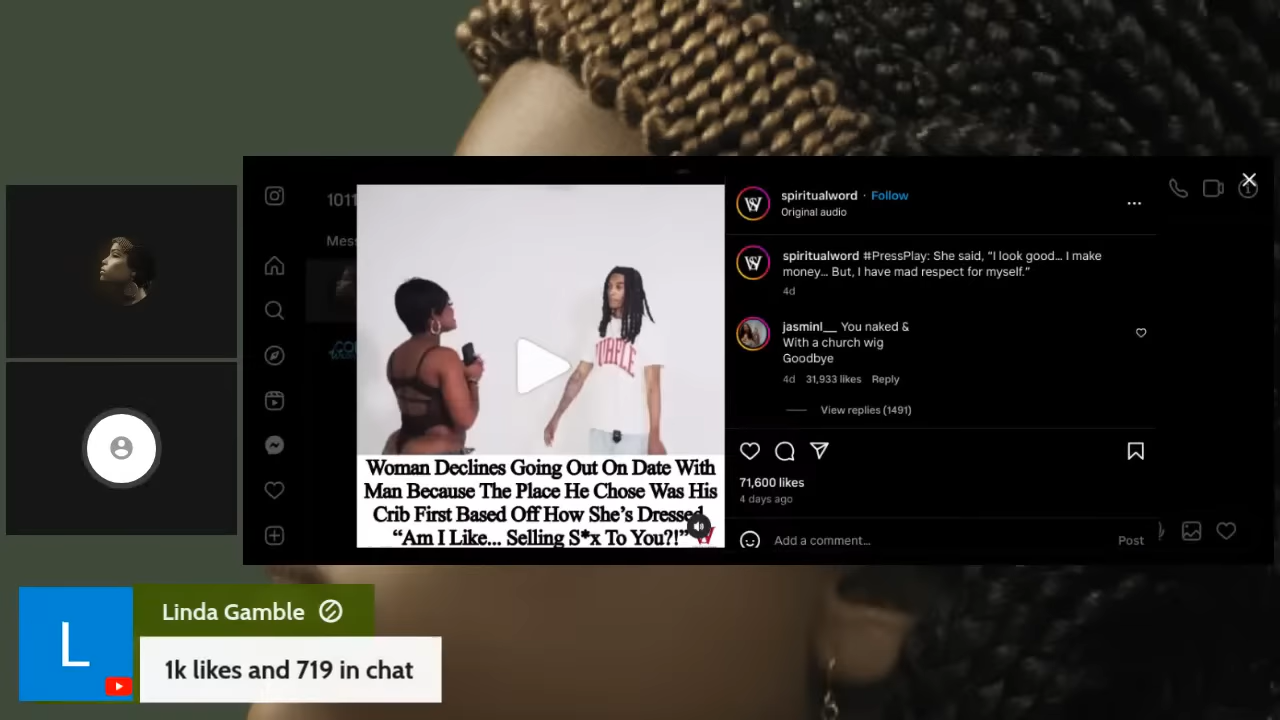 1011
Mess
spiritualword · Follow
Original audio
spiritualword #PressPlay: She said, “I look good… I make
money… But, I have mad respect for myself.”
4d
jasminl__ You naked &
With a church wig
Goodbye
4d 31,933 likes Reply
View replies (1491)
71,600 likes
4 days ago
Add a comment…
Post
PURPLE
Woman Declines Going Out On Date With
Man Because The Place He Chose Was His
Crib First Based Off How She’s Dressed
“Am I Like... Selling S*x To You?!”
L
Linda Gamble
1k likes and 719 in chat